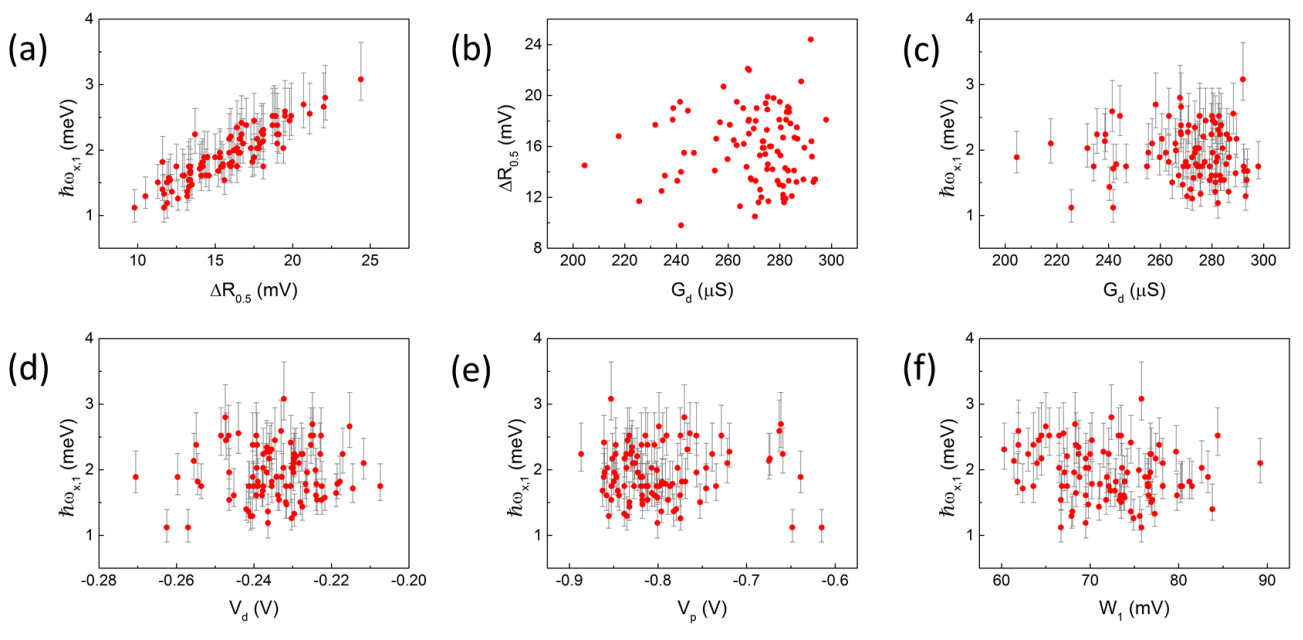 (a)
4
3
2
1
ħω_x,1 (meV)
10 15 20 25
ΔR_0.5 (mV)
(b)
24
20
16
12
8
ΔR_0.5 (mV)
200 220 240 260 280 300
G_d (μS)
(c)
4
3
2
1
ħω_x,1 (meV)
200 220 240 260 280 300
G_d (μS)
(d)
4
3
2
1
0
ħω_x,1 (meV)
-0.28 -0.26 -0.24 -0.22 -0.20
V_d (V)
(e)
4
3
2
1
0
ħω_x,1 (meV)
-0.9 -0.8 -0.7 -0.6
V_p (V)
(f)
4
3
2
1
ħω_x,1 (meV)
60 70 80 90
W_1 (mV)